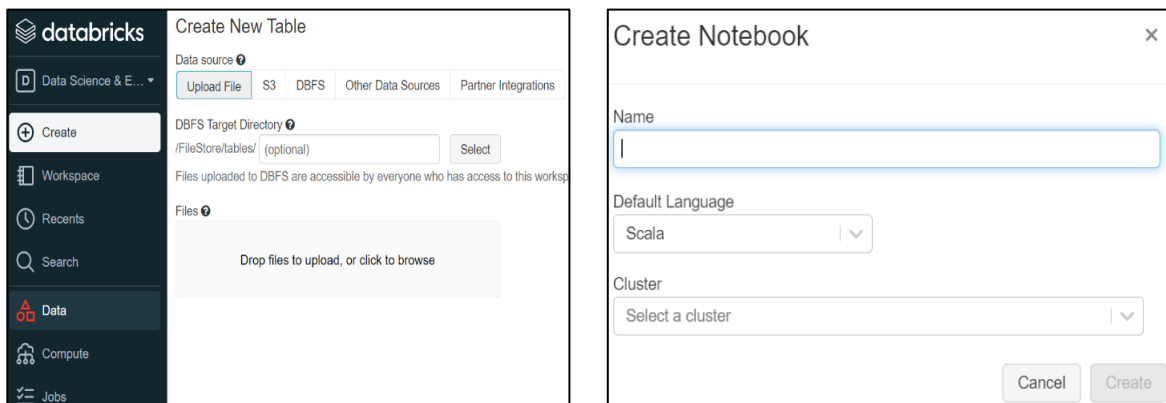 databricks
D Data Science & E...
Create
Workspace
Recents
Search
Data
Compute
Jobs
Create New Table
Data source
Upload File S3 DBFS Other Data Sources Partner Integrations
DBFS Target Directory
/FileStore/tables/ (optional) Select
Files uploaded to DBFS are accessible by everyone who has access to this worksp
Files
Drop files to upload, or click to browse
Create Notebook
Name
Default Language
Scala
Cluster
Select a cluster
Cancel Create